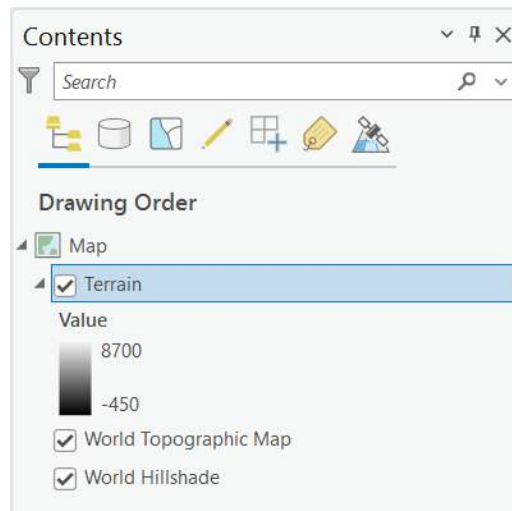 Contents
Search
Drawing Order
Map
Terrain
Value
8700
-450
World Topographic Map
World Hillshade